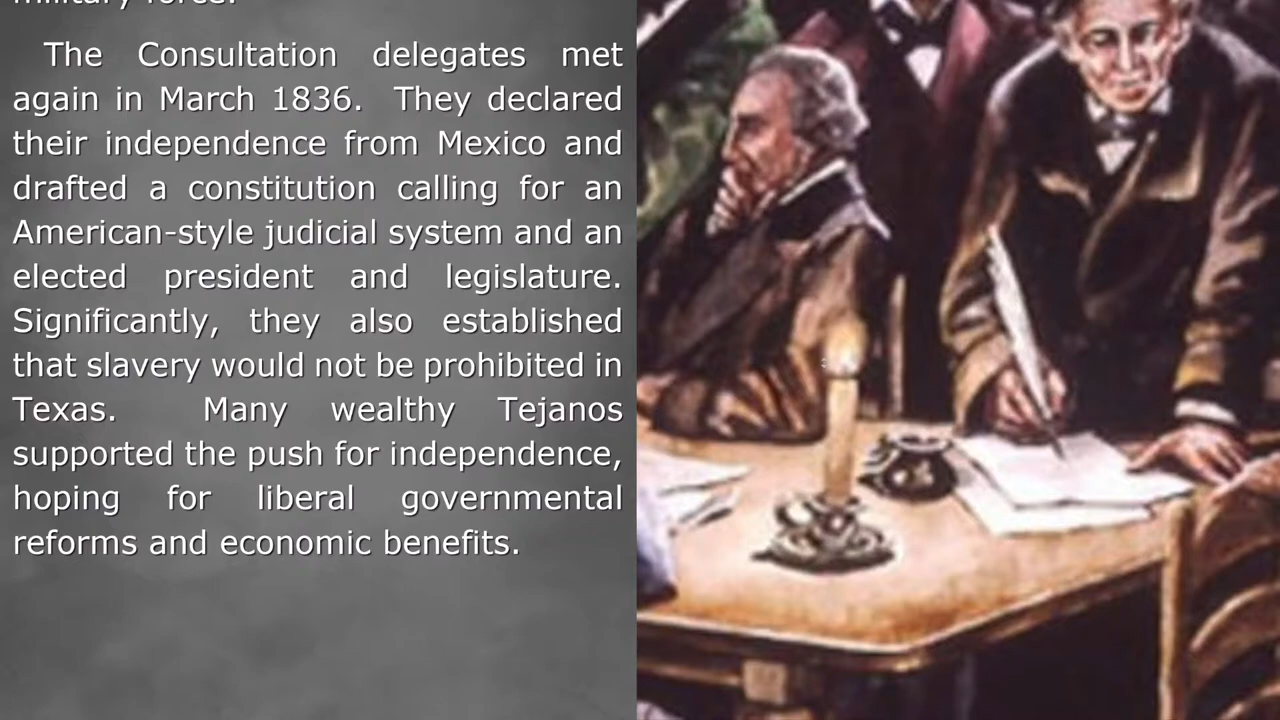 military force.
The Consultation delegates met
again in March 1836. They declared
their independence from Mexico and
drafted a constitution calling for an
American-style judicial system and an
elected president and legislature.
Significantly, they also established
that slavery would not be prohibited in
Texas. Many wealthy Tejanos
supported the push for independence,
hoping for liberal governmental
reforms and economic benefits.